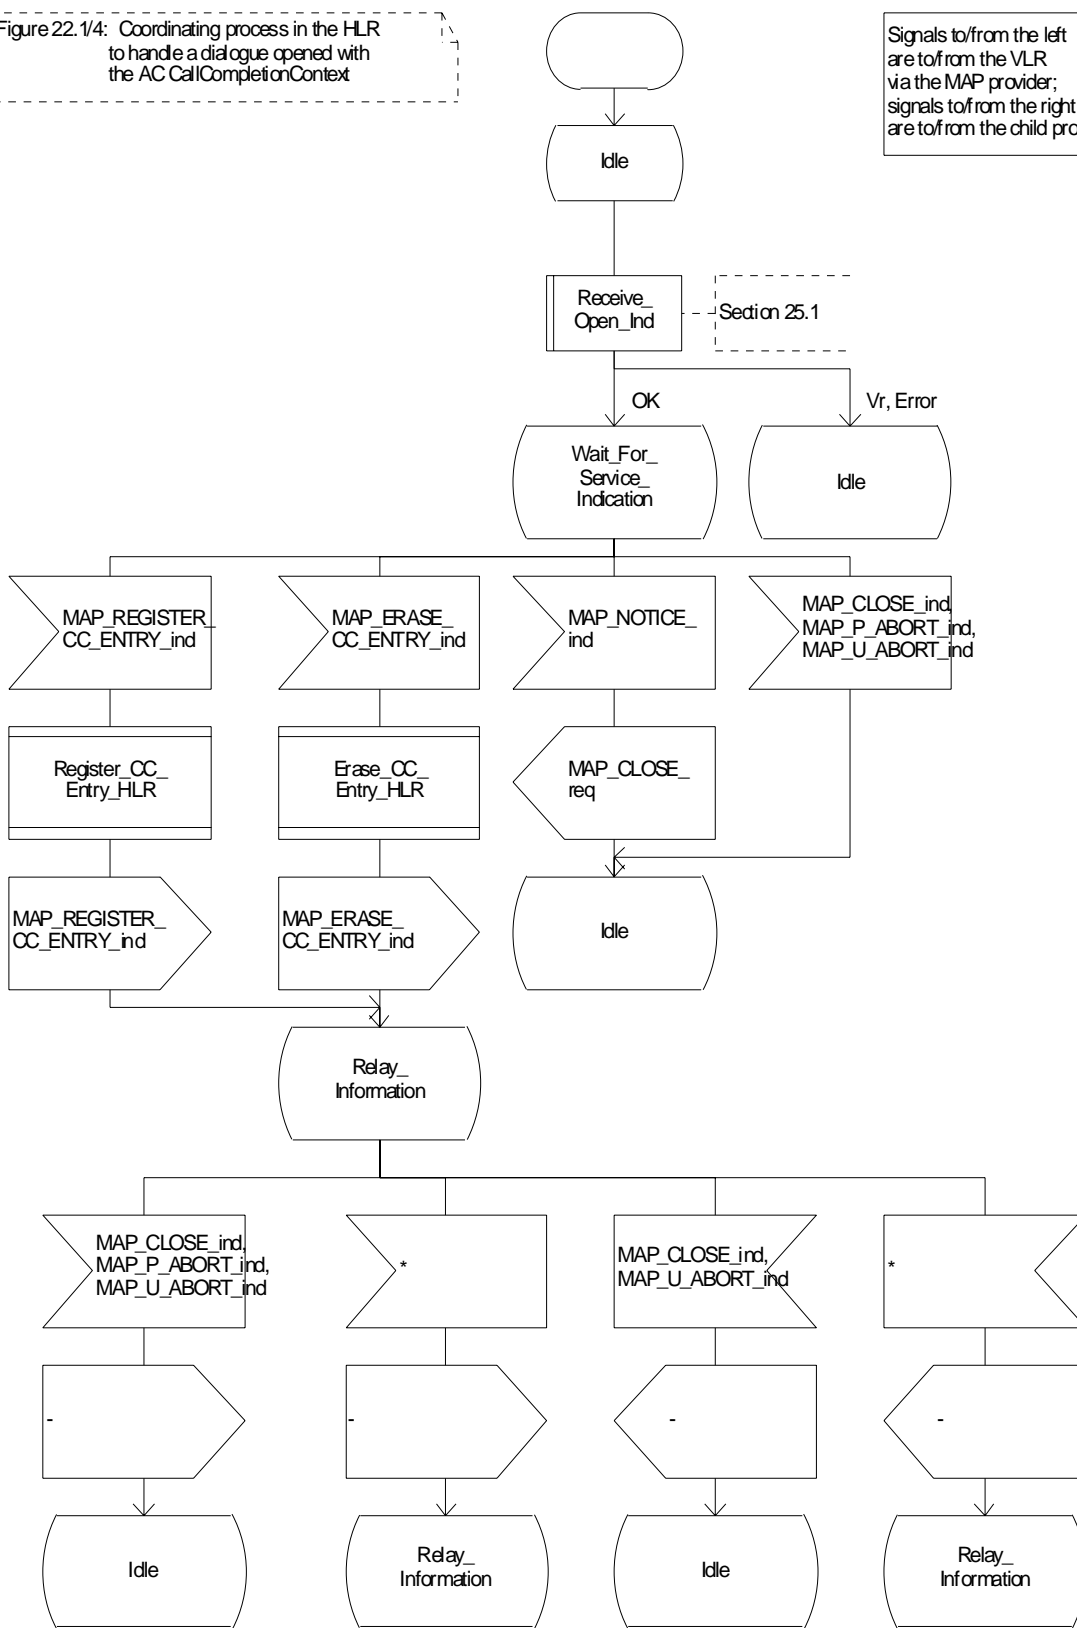 Figure 22.1/4: Coordinating process in the HLR
to handle a dialogue opened with
the AC CallCompletionContext
Signals to/from the left
are to/from the VLR
via the MAP provider;
signals to/from the right
are to/from the child pro
Idle
Receive_
Open_Ind
Section 25.1
OK
Vr, Error
Wait_For_
Service_
Indication
Idle
MAP_REGISTER_
CC_ENTRY_ind
MAP_ERASE_
CC_ENTRY_ind
MAP_NOTICE_
ind
MAP_CLOSE_ind,
MAP_P_ABORT_ind,
MAP_U_ABORT_ind
Register_CC_
Entry_HLR
Erase_CC_
Entry_HLR
MAP_CLOSE_
req
MAP_REGISTER_
CC_ENTRY_ind
MAP_ERASE_
CC_ENTRY_ind
Idle
Relay_
Information
MAP_CLOSE_ind,
MAP_P_ABORT_ind,
MAP_U_ABORT_ind
*
MAP_CLOSE_ind,
MAP_U_ABORT_ind
*
-
-
-
-
Idle
Relay_
Information
Idle
Relay_
Information